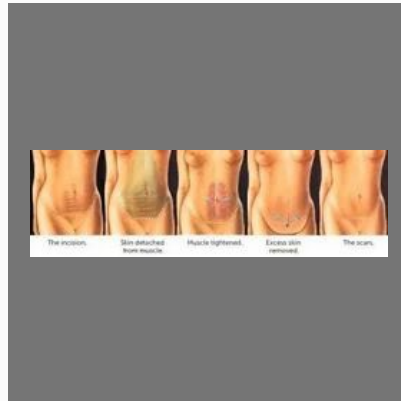 The incision.
Skin detached
from muscle.
Muscle tightened.
Excess skin
removed.
The scars.